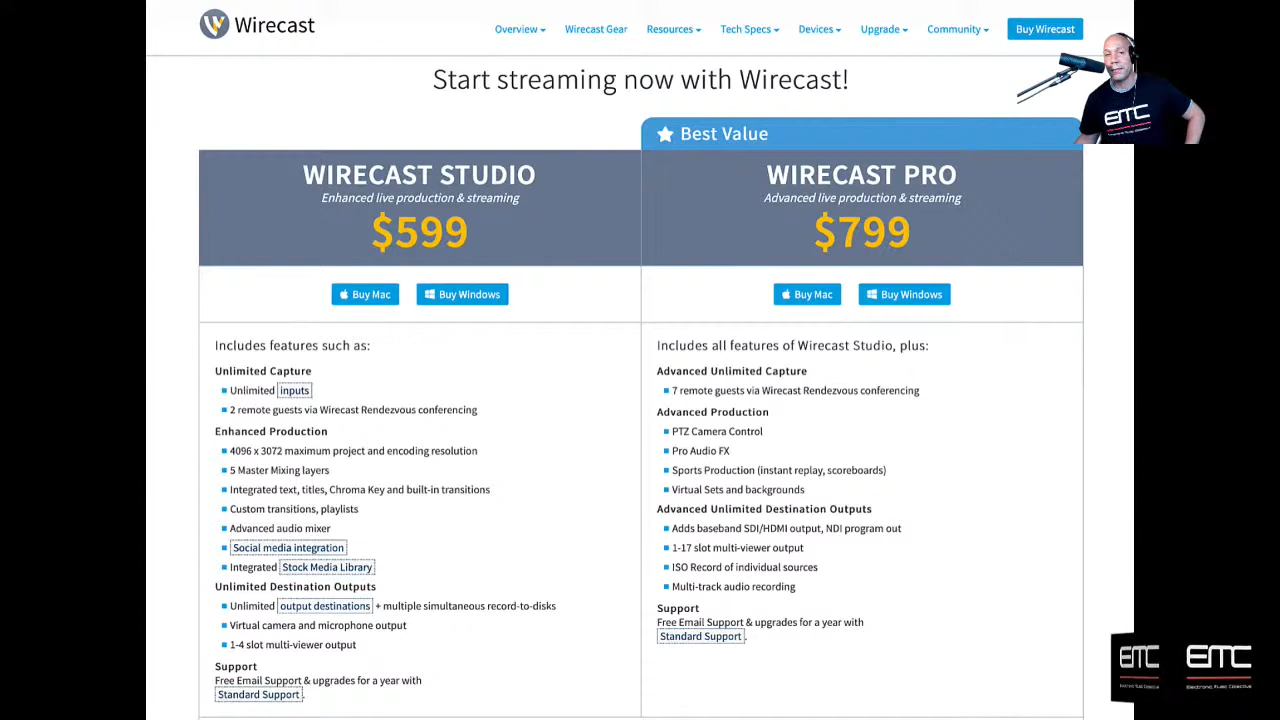 Wirecast
Overview
Wirecast Gear
Resources
Tech Specs
Devices
Upgrade
Community
Buy Wirecast
Start streaming now with Wirecast!
Best Value
WIRECAST STUDIO
Enhanced live production & streaming
$599
Buy Mac
Buy Windows
Includes features such as:
Unlimited Capture
Unlimited inputs
2 remote guests via Wirecast Rendezvous conferencing
Enhanced Production
4096 x 3072 maximum project and encoding resolution
5 Master Mixing layers
Integrated text, titles, Chroma Key and built-in transitions
Custom transitions, playlists
Advanced audio mixer
Social media integration
Integrated Stock Media Library
Unlimited Destination Outputs
Unlimited output destinations + multiple simultaneous record-to-disks
Virtual camera and microphone output
1-4 slot multi-viewer output
Support
Free Email Support & upgrades for a year with
Standard Support.
WIRECAST PRO
Advanced live production & streaming
$799
Buy Mac
Buy Windows
Includes all features of Wirecast Studio, plus:
Advanced Unlimited Capture
7 remote guests via Wirecast Rendezvous conferencing
Advanced Production
PTZ Camera Control
Pro Audio FX
Sports Production (instant replay, scoreboards)
Virtual Sets and backgrounds
Advanced Unlimited Destination Outputs
Adds baseband SDI/HDMI output, NDI program out
1-17 slot multi-viewer output
ISO Record of individual sources
Multi-track audio recording
Support
Free Email Support & upgrades for a year with
Standard Support.
EMC
EMC
EMC
Electronic Music Collective